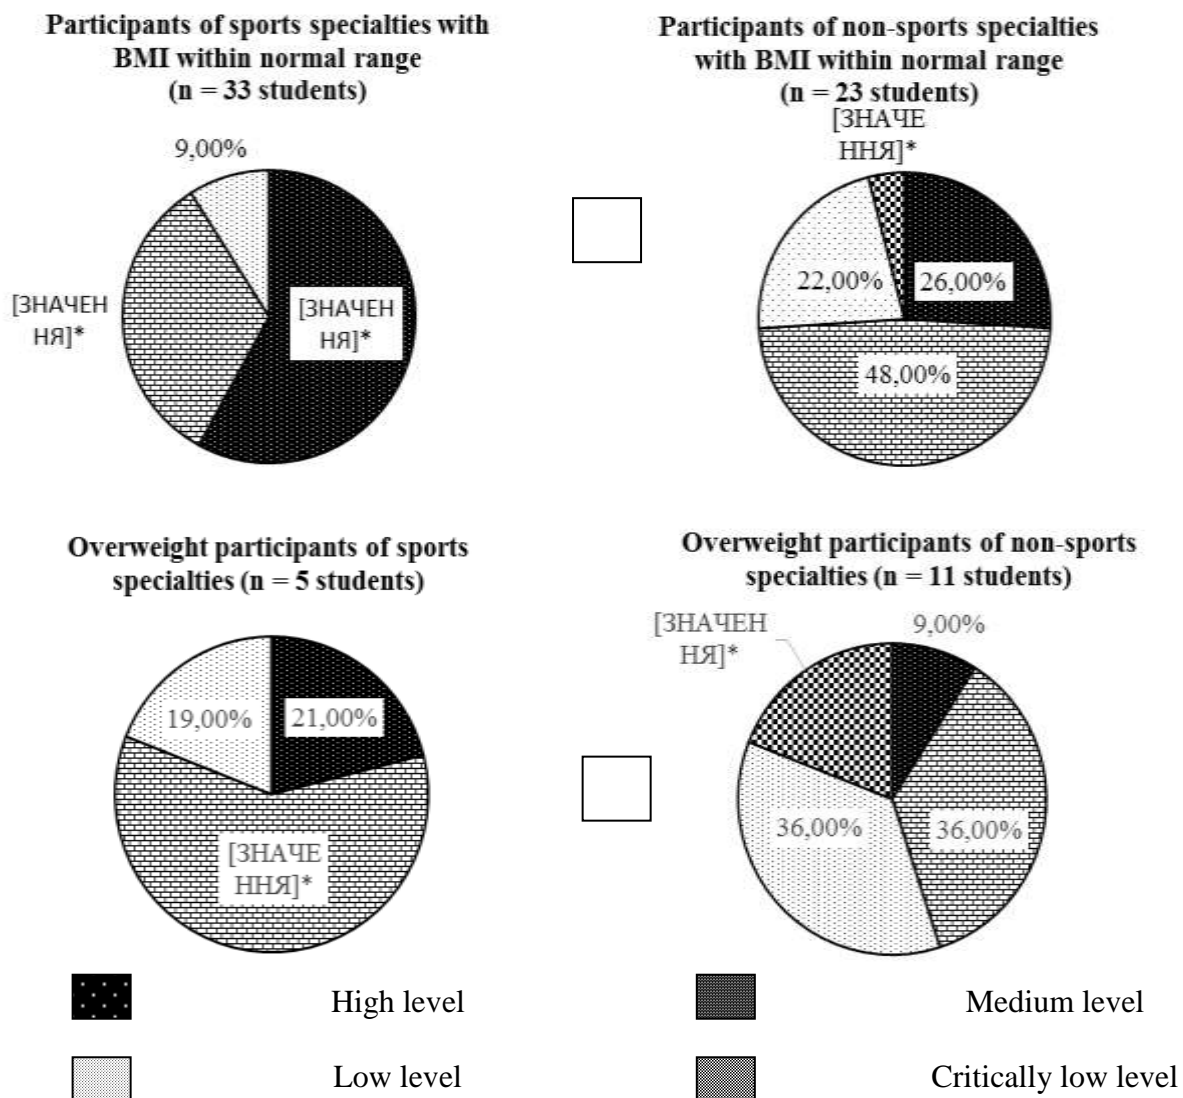 Participants of sports specialties with
BMI within normal range
(n = 33 students)
9,00%
[ЗНАЧЕН
НЯ]*
[ЗНАЧЕН
НЯ]*
Participants of non-sports specialties
with BMI within normal range
(n = 23 students)
[ЗНАЧЕ
ННЯ]*
22,00%
26,00%
48,00%
Overweight participants of sports
specialties (n = 5 students)
19,00%
21,00%
[ЗНАЧЕ
ННЯ]*
Overweight participants of non-sports
specialties (n = 11 students)
[ЗНАЧЕН
НЯ]*
9,00%
36,00%
36,00%
High level
Medium level
Low level
Critically low level